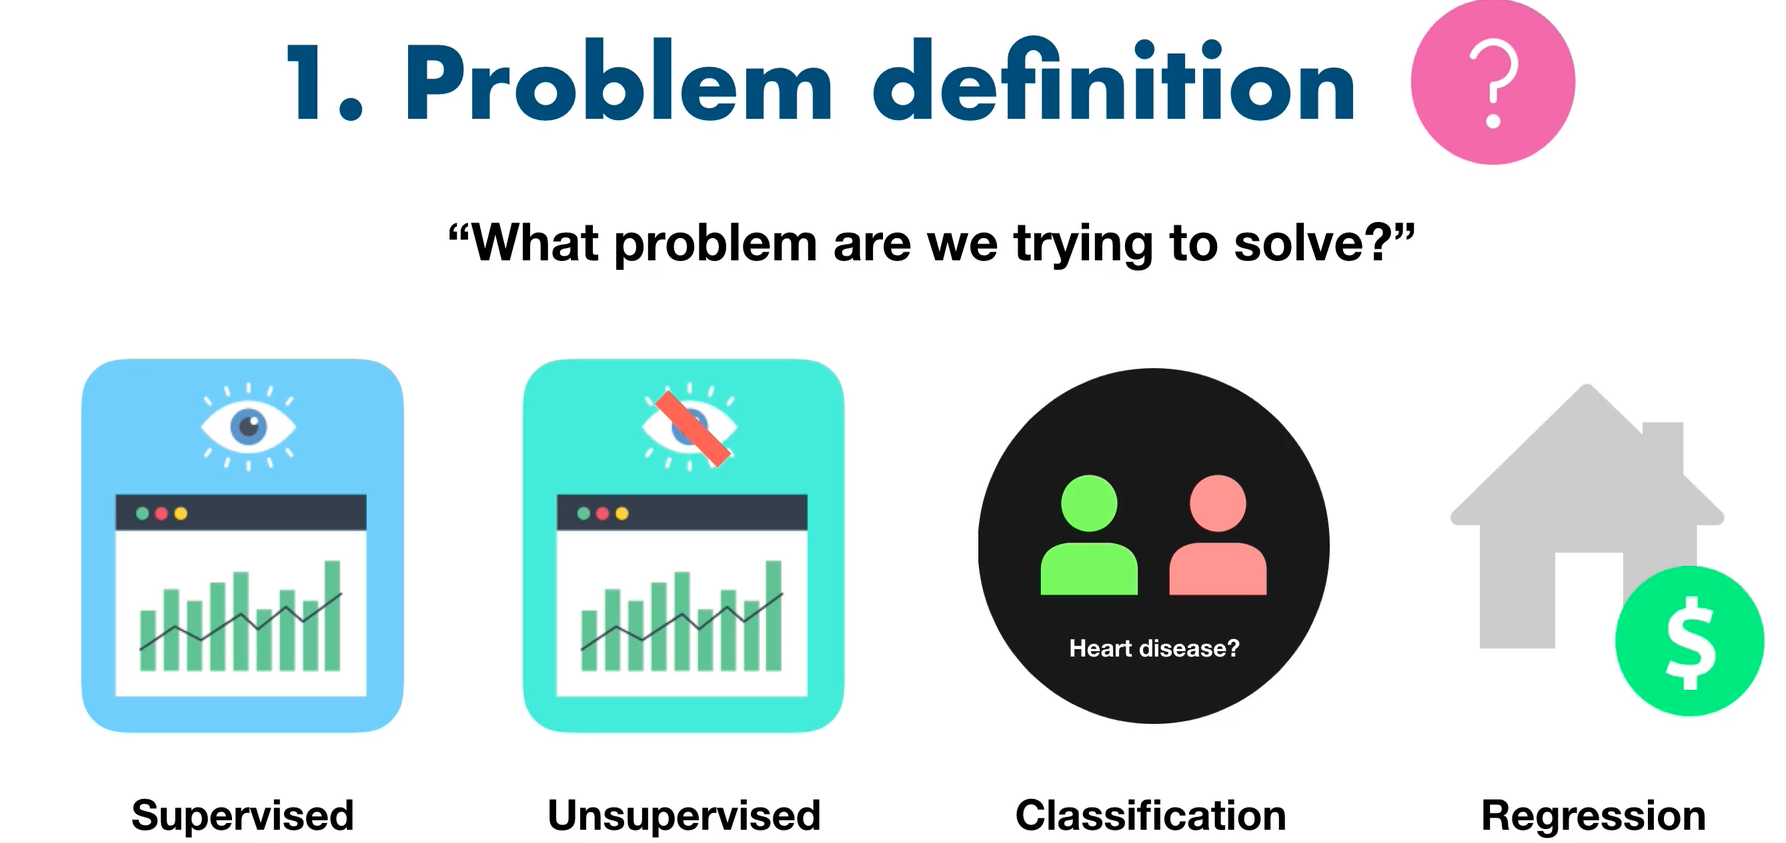 1. Problem definition
?
“What problem are we trying to solve?”
Heart disease?
$
Supervised
Unsupervised
Classification
Regression